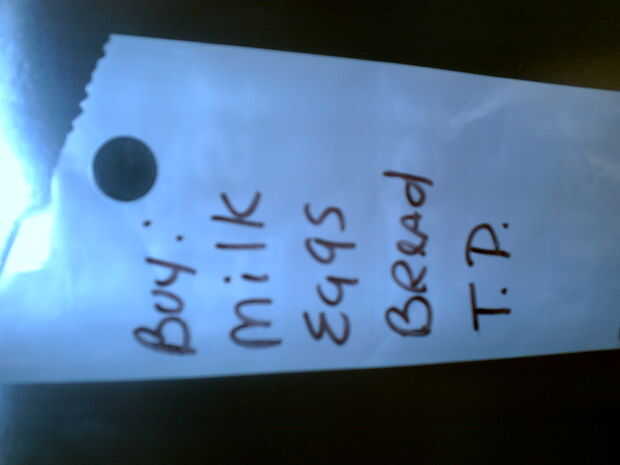 Buy:
Milk
Eggs
BReAd
T.P.